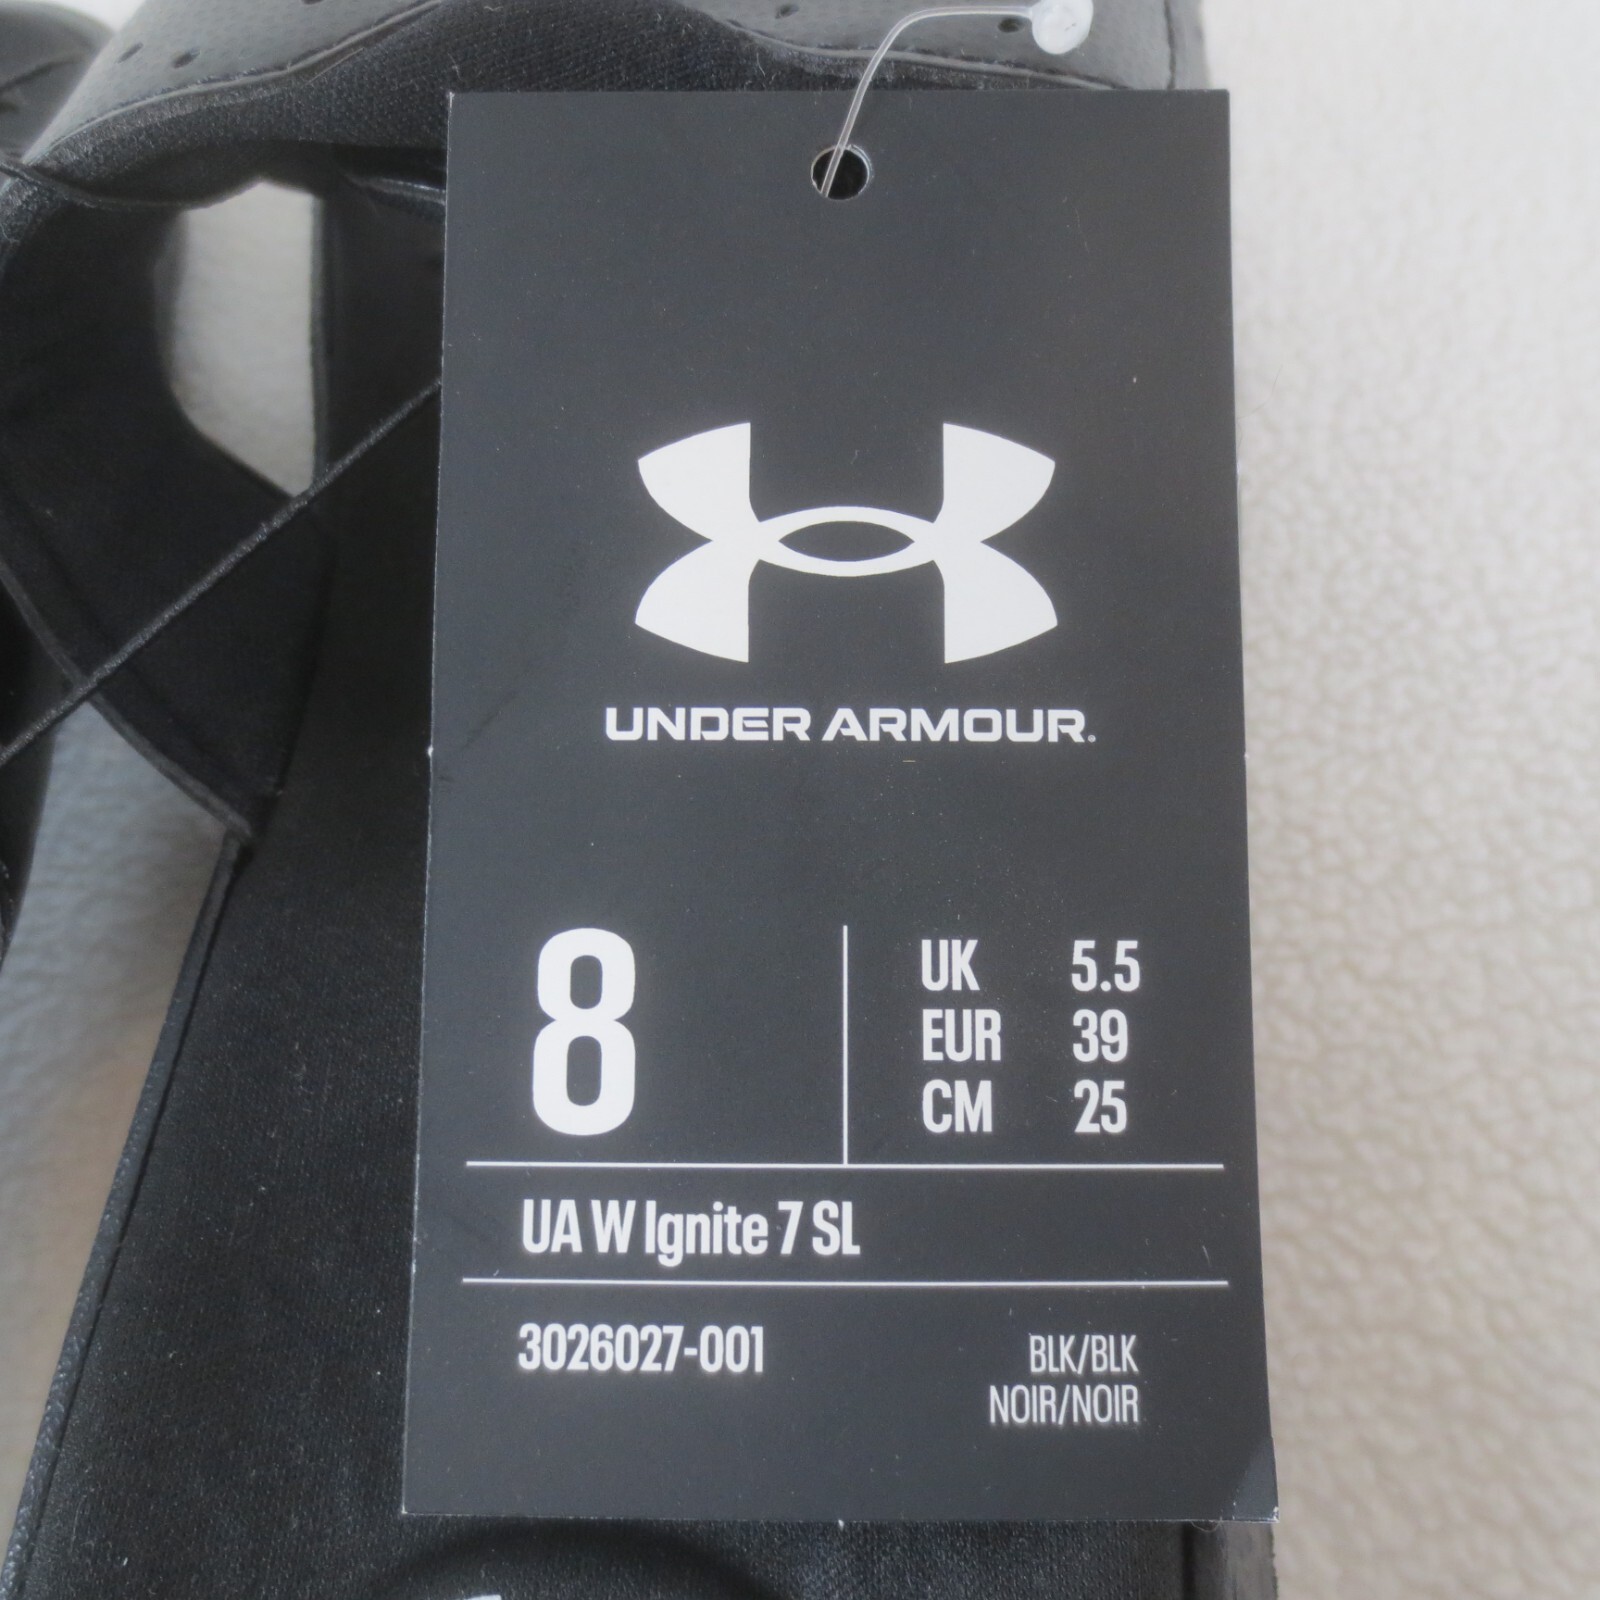 UNDER ARMOUR.
8
UK 5.5
EUR 39
CM 25
UA W Ignite 7 SL
3026027-001
BLK/BLK
NOIR/NOIR